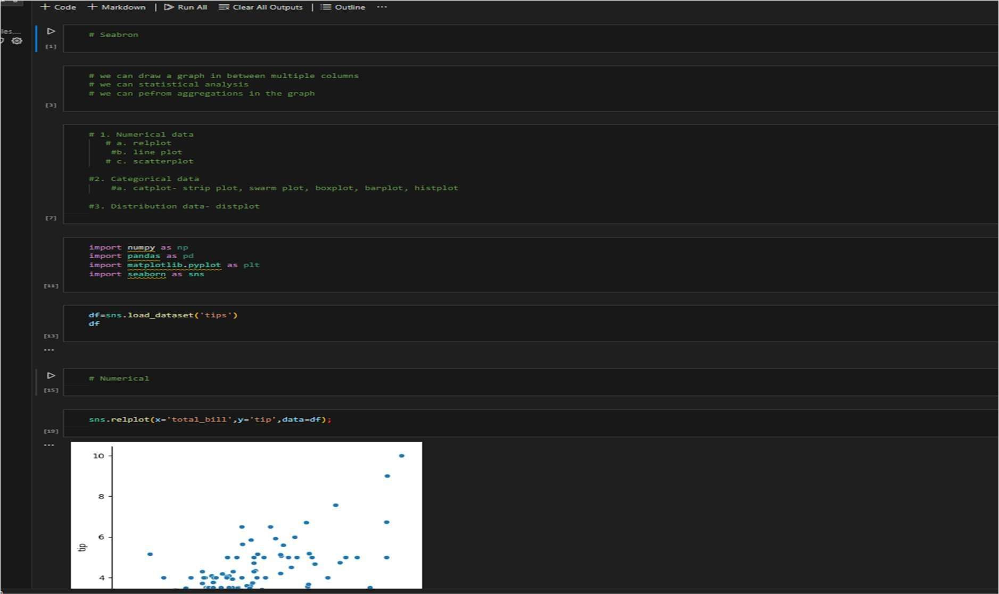 + Code + Markdown | Run All Clear All Outputs | Outline ...
les,...
# Seabron
[1]
# we can draw a graph in between multiple columns
# we can statistical analysis
# we can pefrom aggregations in the graph
[3]
# 1. Numerical data
# a. relplot
#b. line plot
# c. scatterplot
#2. Categorical data
#a. catplot- strip plot, swarm plot, boxplot, barplot, histplot
#3. Distribution data- distplot
[7]
import numpy as np
import pandas as pd
import matplotlib.pyplot as plt
import seaborn as sns
[11]
df=sns.load_dataset('tips')
df
[13]
...
# Numerical
[15]
sns.relplot(x='total_bill',y='tip',data=df);
[19]
...
10
8
6
tip
4